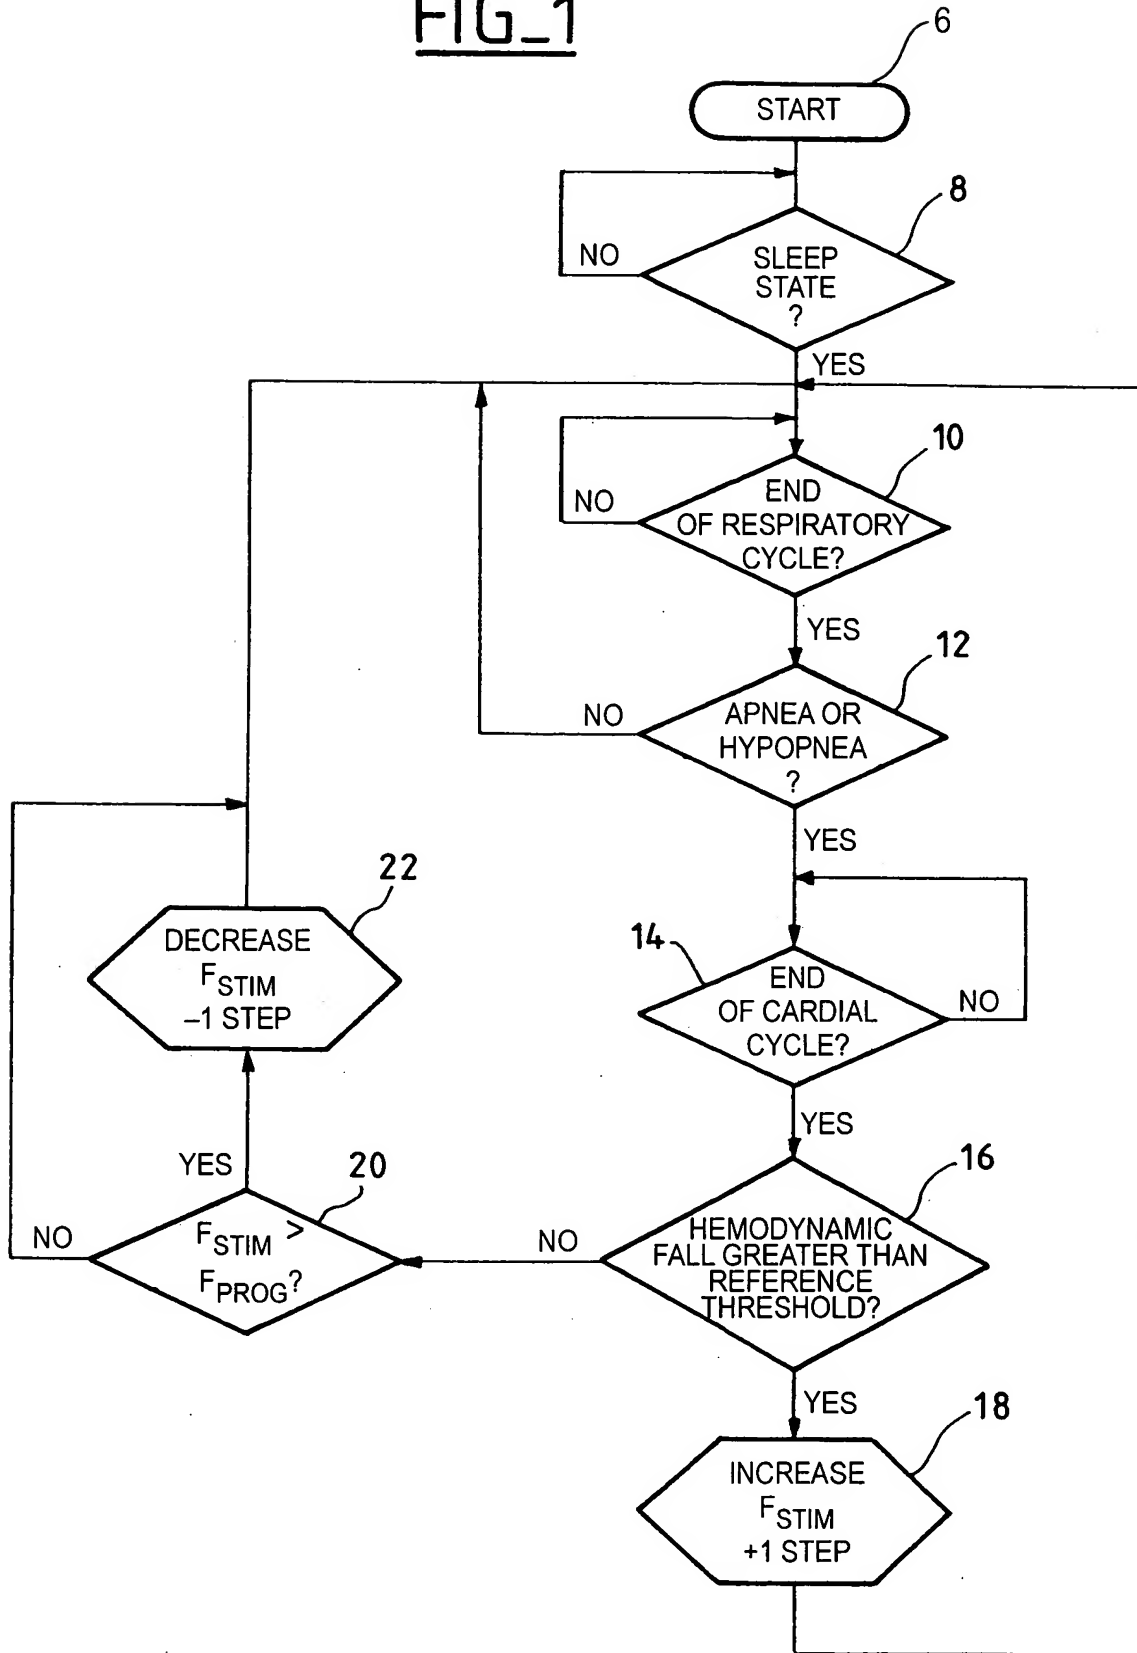 FIG_1
6
START
8
NO
SLEEP
STATE
?
YES
10
NO
END
OF RESPIRATORY
CYCLE?
YES
12
NO
APNEA OR
HYPOPNEA
?
YES
22
DECREASE
FSTIM
–1 STEP
14
END
OF CARDIAL
CYCLE?
NO
YES
YES
20
16
NO
FSTIM >
FPROG?
NO
HEMODYNAMIC
FALL GREATER THAN
REFERENCE
THRESHOLD?
YES
18
INCREASE
FSTIM
+1 STEP